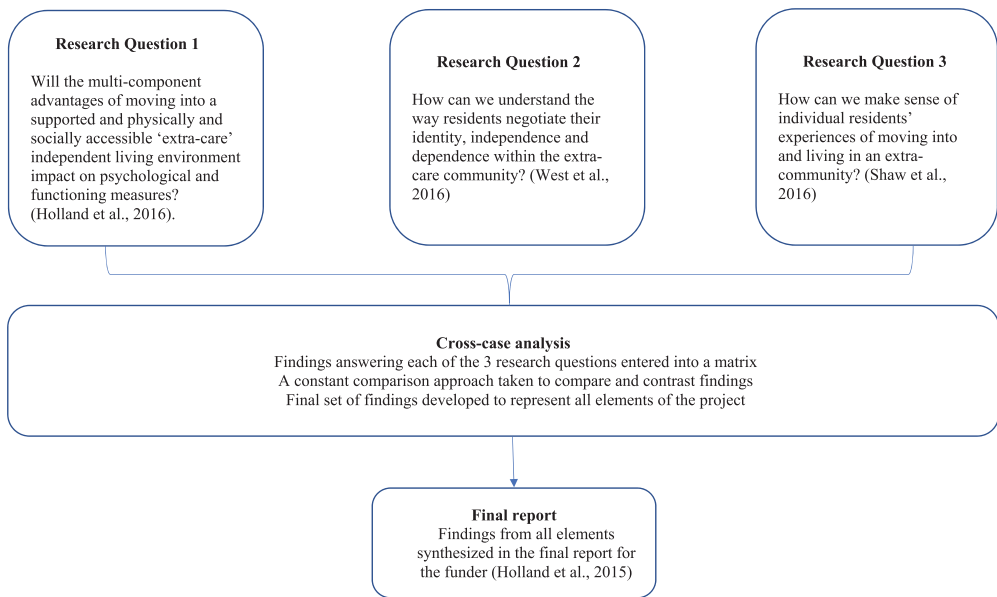 Research Question 1
Will the multi-component
advantages of moving into a
supported and physically and
socially accessible ‘extra-care’
independent living environment
impact on psychological and
functioning measures?
(Holland et al., 2016).
Research Question 2
How can we understand the
way residents negotiate their
identity, independence and
dependence within the extra-
care community? (West et al.,
2016)
Research Question 3
How can we make sense of
individual residents’
experiences of moving into
and living in an extra-
community? (Shaw et al.,
2016)
Cross-case analysis
Findings answering each of the 3 research questions entered into a matrix
A constant comparison approach taken to compare and contrast findings
Final set of findings developed to represent all elements of the project
Final report
Findings from all elements
synthesized in the final report for
the funder (Holland et al., 2015)